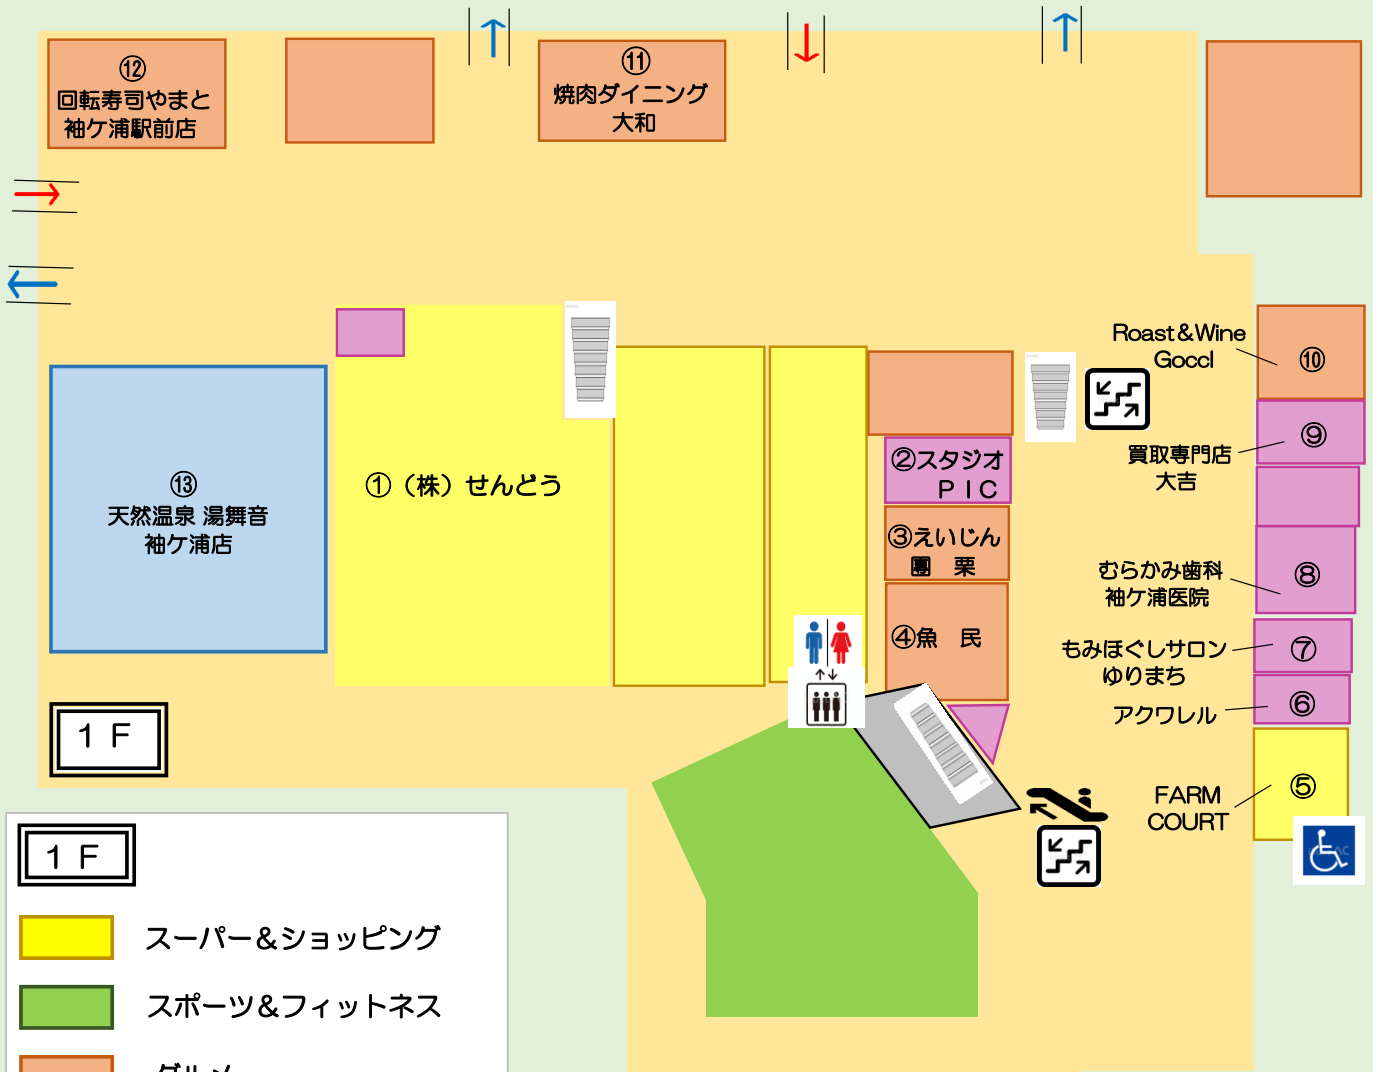 ⑫
回転寿司やまと
袖ケ浦駅前店
⑪
焼肉ダイニング
大和
Roast&Wine
Goccl
⑩
⑨
買取専門店
大吉
②スタジオ
ＰＩＣ
①（株）せんどう
⑬
天然温泉 湯舞音
袖ケ浦店
③えいじん
團 栗
むらかみ歯科
袖ケ浦医院
⑧
④魚 民
もみほぐしサロン
ゆりまち
⑦
アクワレル
⑥
１Ｆ
FARM
COURT
⑤
１Ｆ
スーパー＆ショッピング
スポーツ＆フィットネス